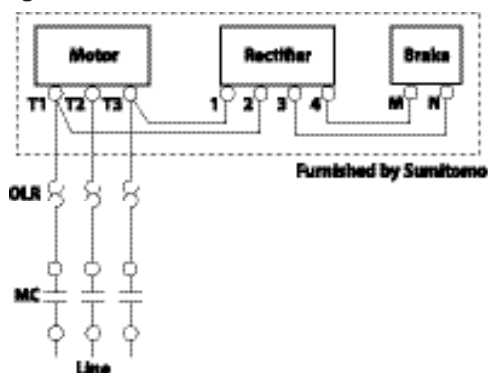 Motor Rectifier Brake
T1 T2 T3 1 2 3 4 M N
Furnished by Sumitomo
OLR
MC
Line